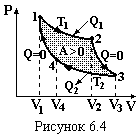 P
1
T₁
Q₁
2
Q=0
A>0
Q=0
4
3
Q₂
T₂
V₁ V₄ V₂ V₃ V
Рисунок 6.4